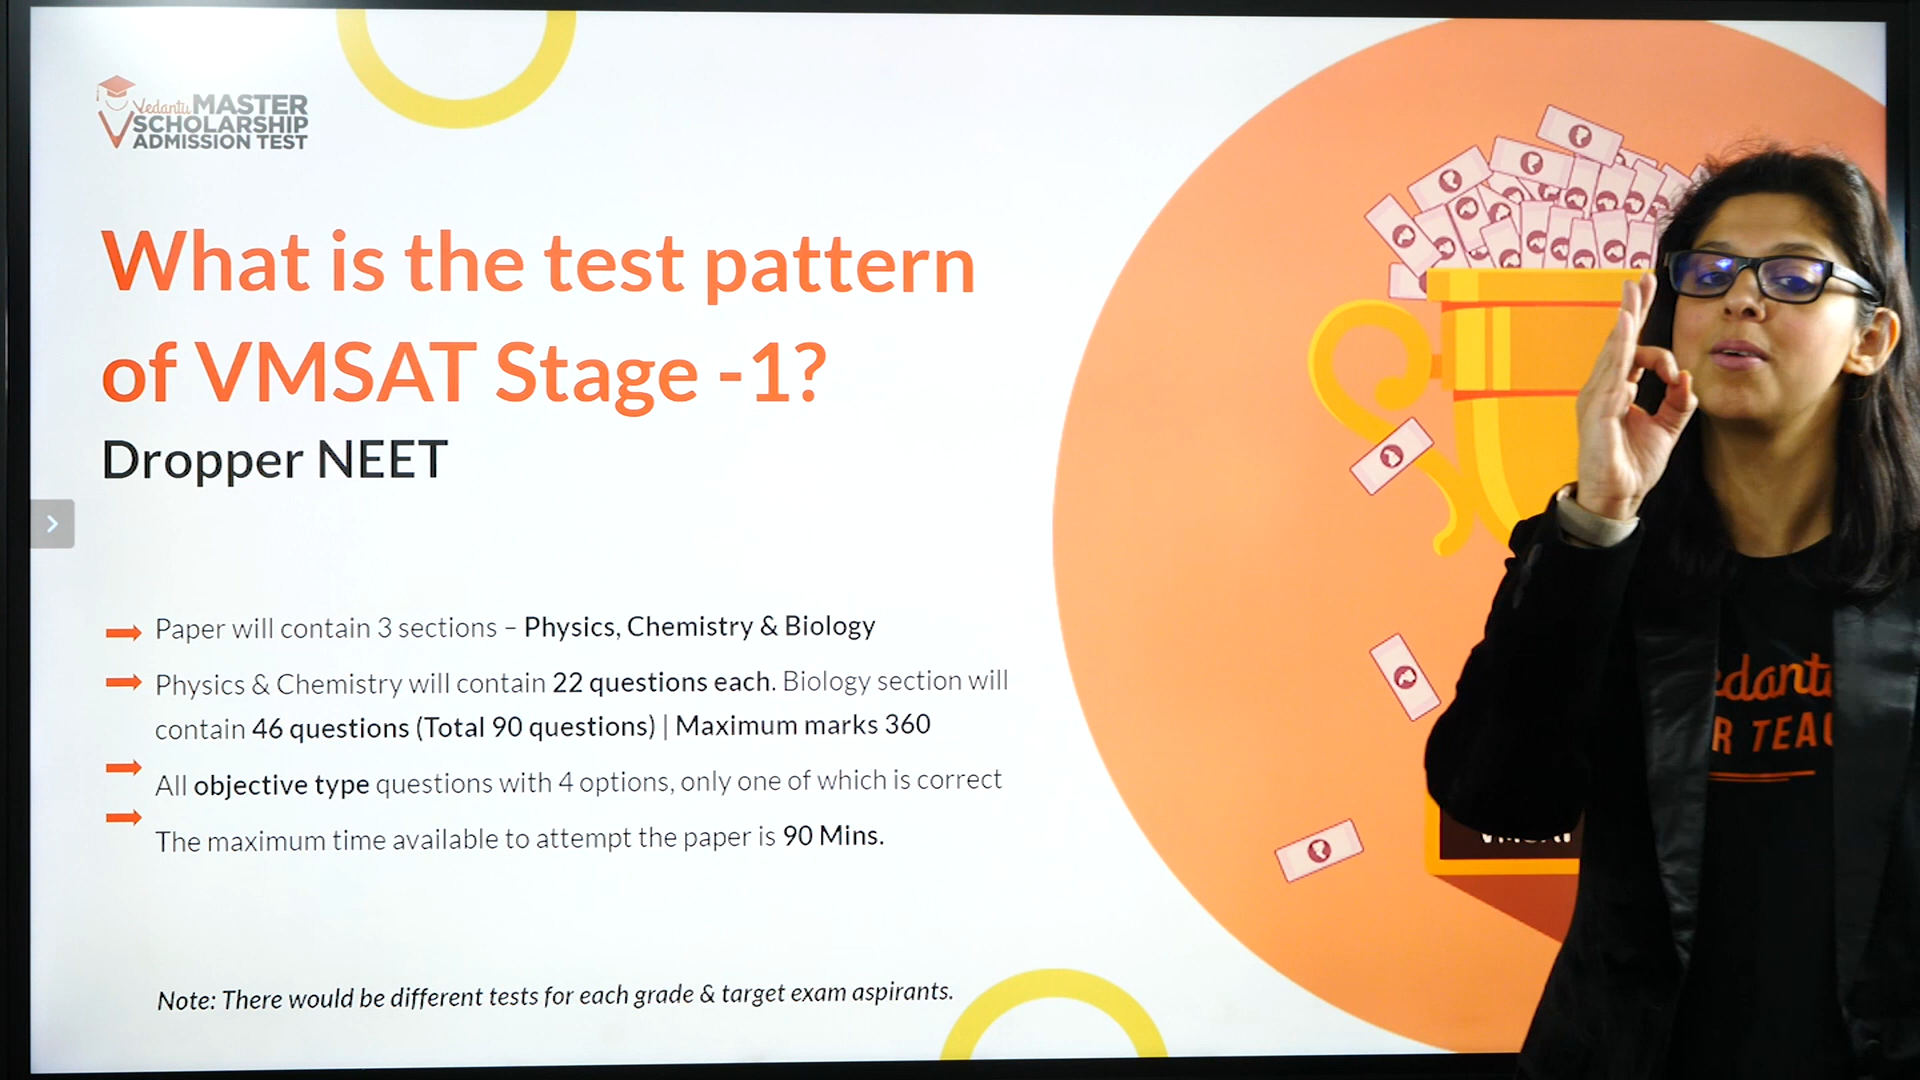 Vedantu MASTER
SCHOLARSHIP
ADMISSION TEST
What is the test pattern
of VMSAT Stage -1?
Dropper NEET
Paper will contain 3 sections – Physics, Chemistry & Biology
Physics & Chemistry will contain 22 questions each. Biology section will
contain 46 questions (Total 90 questions) | Maximum marks 360
All objective type questions with 4 options, only one of which is correct
The maximum time available to attempt the paper is 90 Mins.
Note: There would be different tests for each grade & target exam aspirants.
edantu
R TEAC